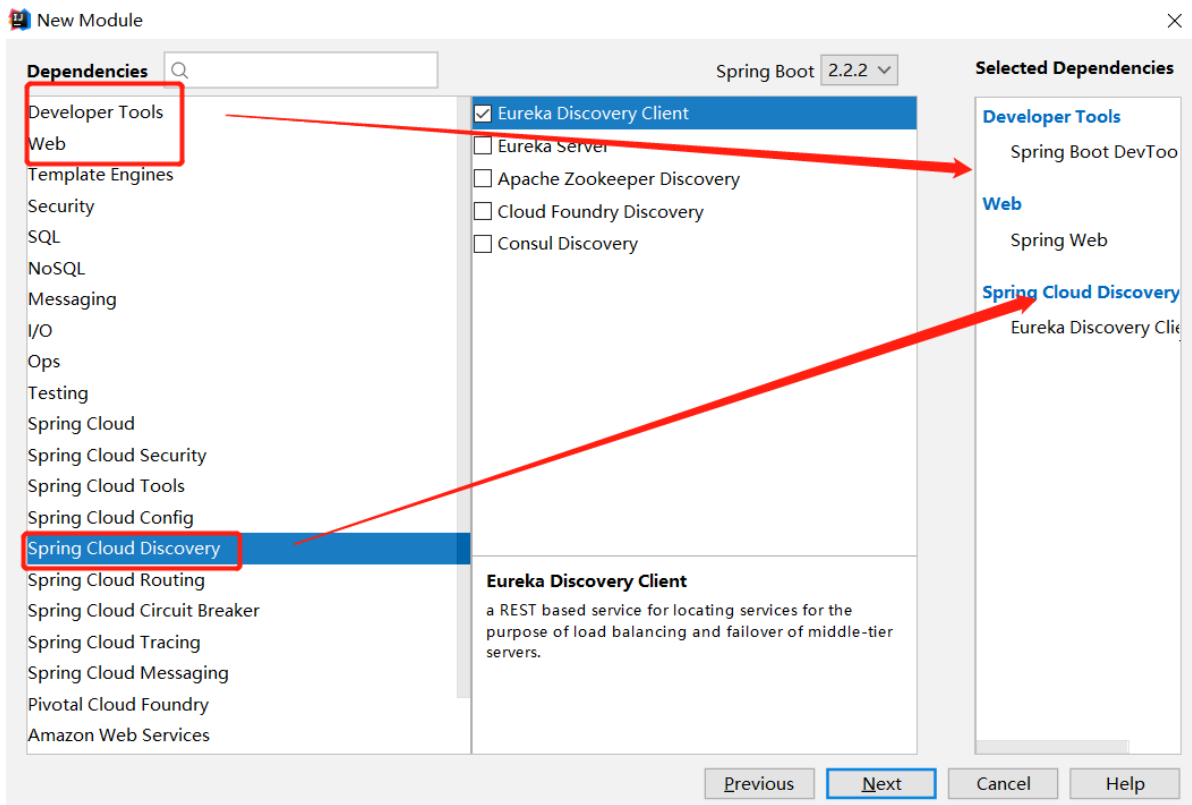 New Module
Dependencies
Spring Boot 2.2.2
Selected Dependencies
Developer Tools
Web
Template Engines
Security
SQL
NoSQL
Messaging
I/O
Ops
Testing
Spring Cloud
Spring Cloud Security
Spring Cloud Tools
Spring Cloud Config
Spring Cloud Discovery
Spring Cloud Routing
Spring Cloud Circuit Breaker
Spring Cloud Tracing
Spring Cloud Messaging
Pivotal Cloud Foundry
Amazon Web Services
Eureka Discovery Client
Eureka Server
Apache Zookeeper Discovery
Cloud Foundry Discovery
Consul Discovery
Eureka Discovery Client
a REST based service for locating services for the
purpose of load balancing and failover of middle-tier
servers.
Developer Tools
Spring Boot DevToo
Web
Spring Web
Spring Cloud Discovery
Eureka Discovery Clie
Previous
Next
Cancel
Help